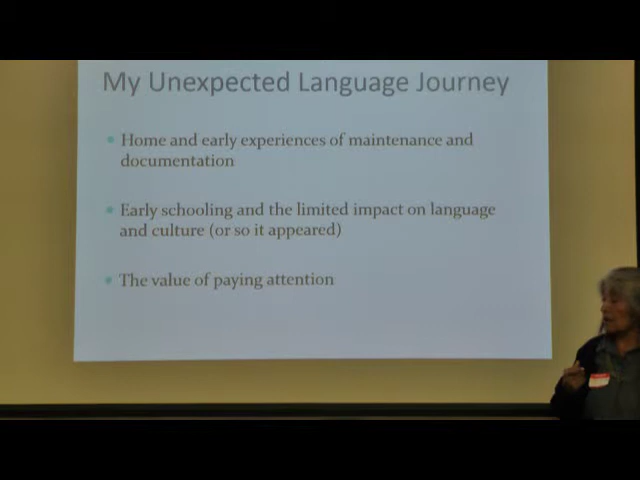 My Unexpected Language Journey
• Home and early experiences of maintenance and
documentation
• Early schooling and the limited impact on language
and culture (or so it appeared)
• The value of paying attention